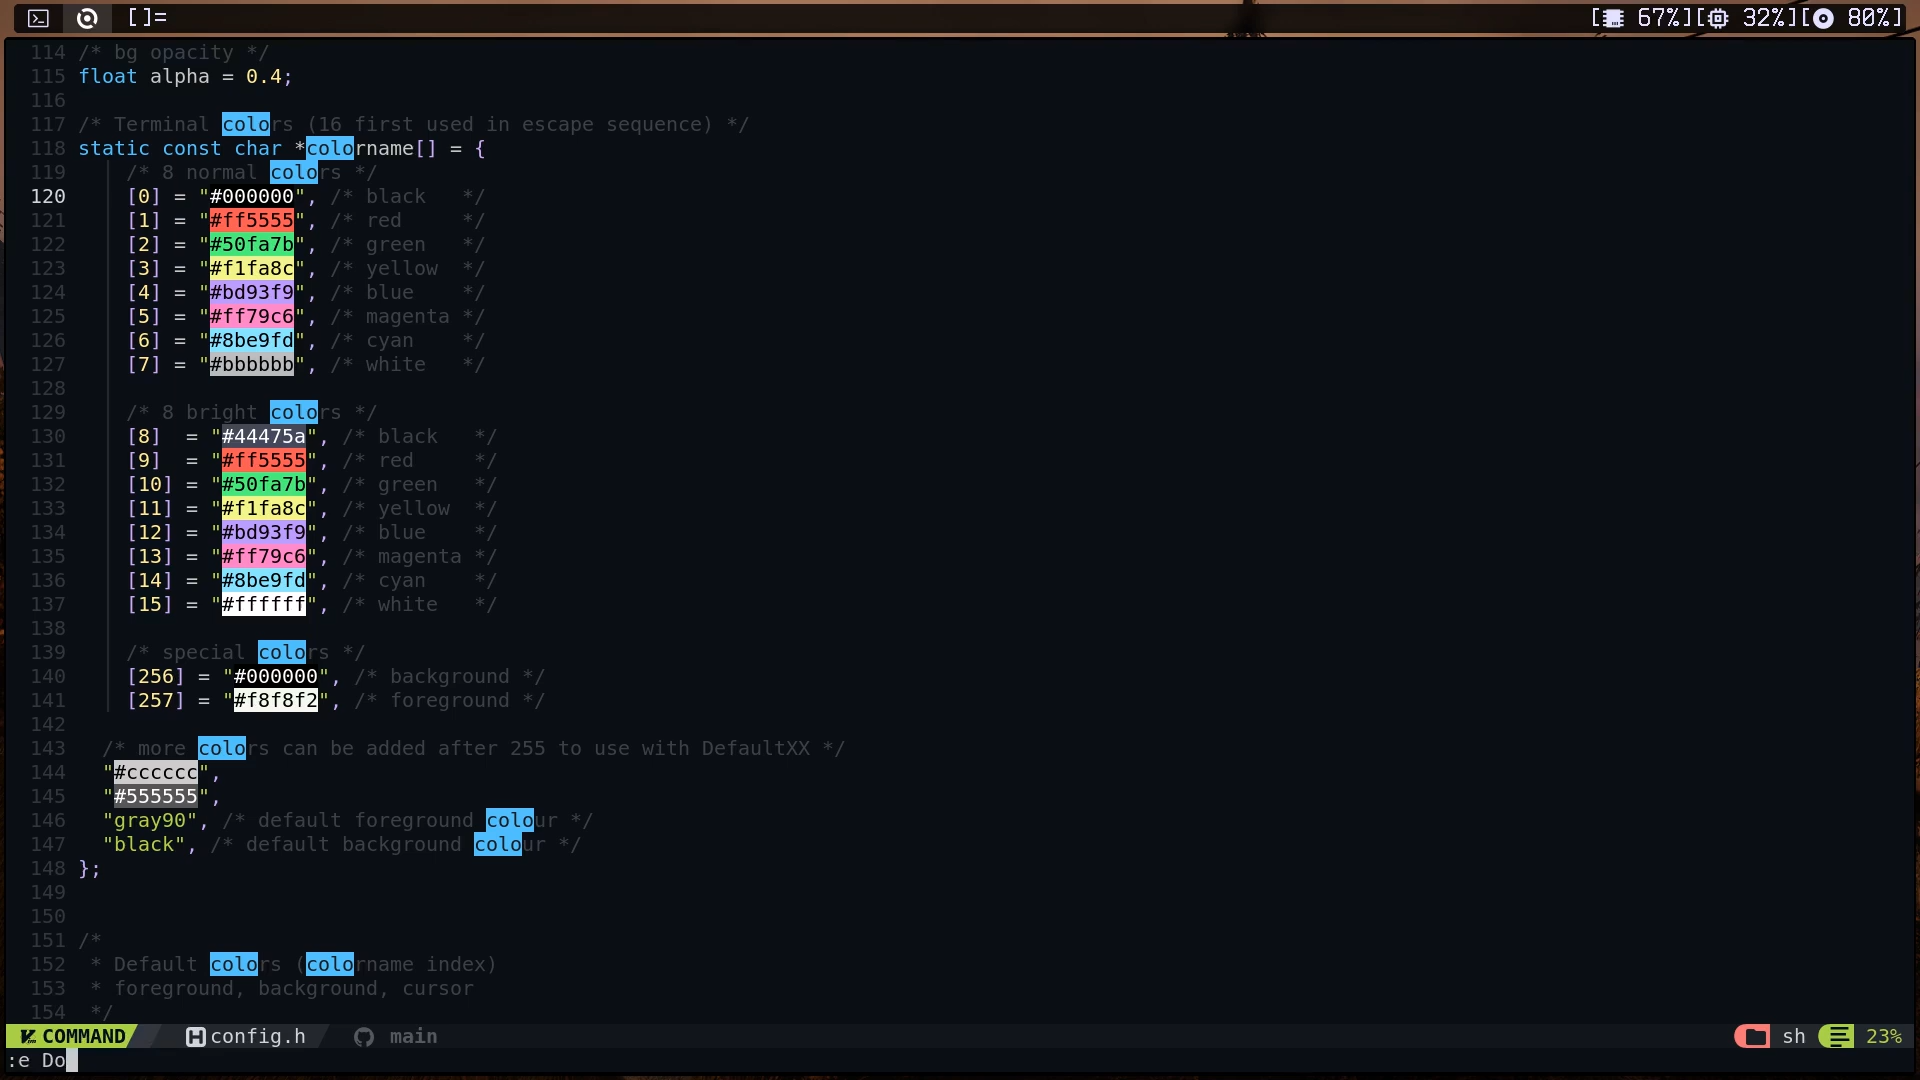 []= [ 67%][ 32%][ 80%]
114 /* bg opacity */
115 float alpha = 0.4;
116
117 /* Terminal colors (16 first used in escape sequence) */
118 static const char *colorname[] = {
119 /* 8 normal colors */
120 [0] = "#000000", /* black */
121 [1] = "#ff5555", /* red */
122 [2] = "#50fa7b", /* green */
123 [3] = "#f1fa8c", /* yellow */
124 [4] = "#bd93f9", /* blue */
125 [5] = "#ff79c6", /* magenta */
126 [6] = "#8be9fd", /* cyan */
127 [7] = "#bbbbbb", /* white */
128
129 /* 8 bright colors */
130 [8] = "#44475a", /* black */
131 [9] = "#ff5555", /* red */
132 [10] = "#50fa7b", /* green */
133 [11] = "#f1fa8c", /* yellow */
134 [12] = "#bd93f9", /* blue */
135 [13] = "#ff79c6", /* magenta */
136 [14] = "#8be9fd", /* cyan */
137 [15] = "#ffffff", /* white */
138
139 /* special colors */
140 [256] = "#000000", /* background */
141 [257] = "#f8f8f2", /* foreground */
142
143 /* more colors can be added after 255 to use with DefaultXX */
144 "#cccccc",
145 "#555555",
146 "gray90", /* default foreground colour */
147 "black", /* default background colour */
148 };
149
150
151 /*
152 * Default colors (colorname index)
153 * foreground, background, cursor
154 */
COMMAND config.h main sh 23%
:e Do